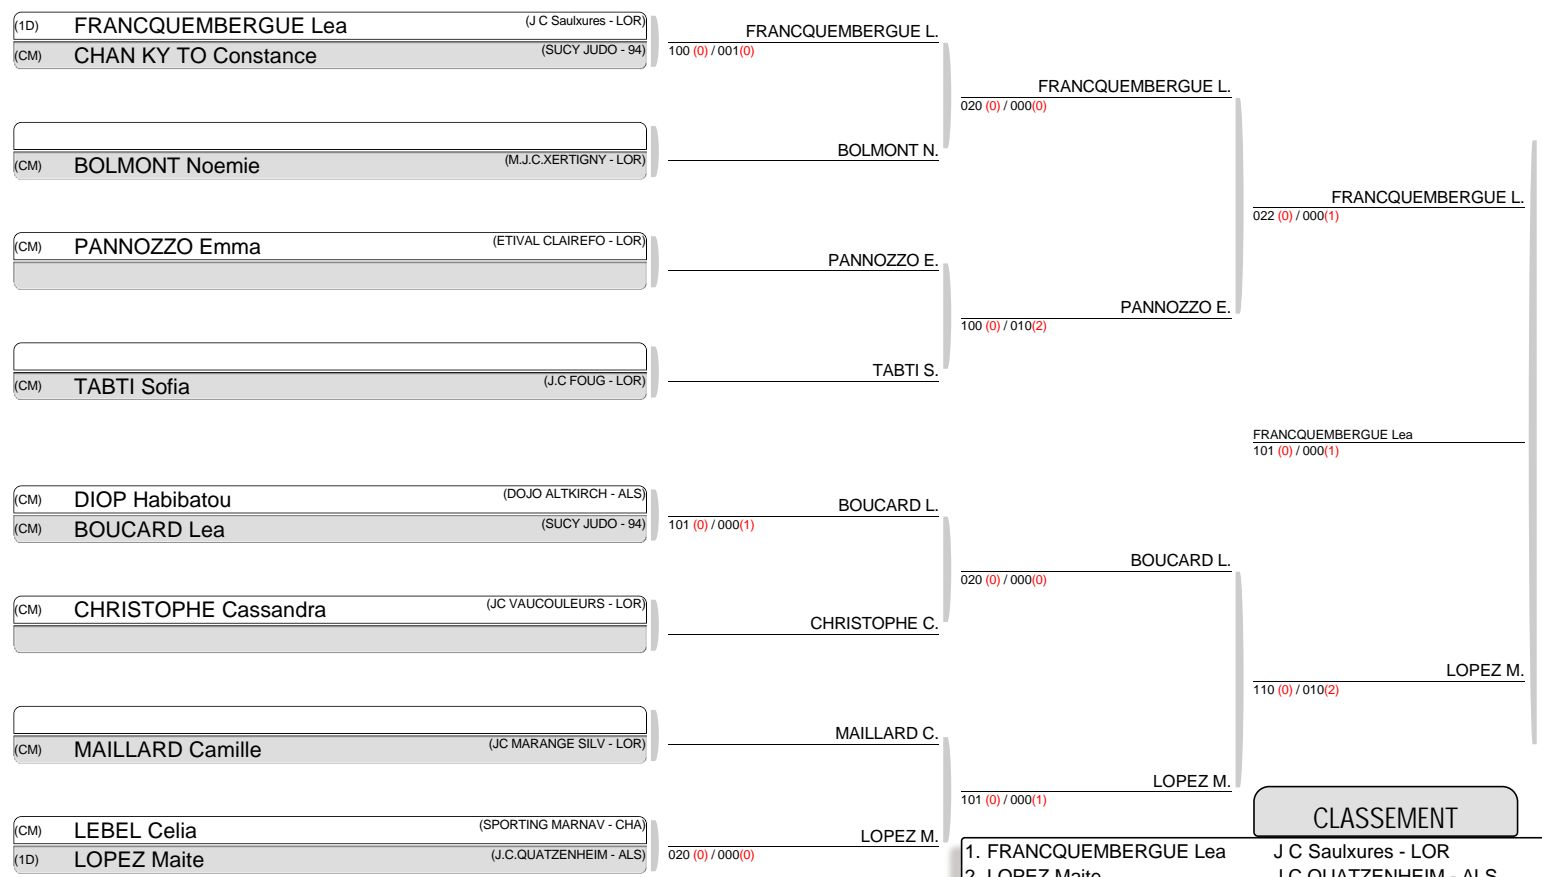 (1D) FRANCQUEMBERGUE Lea (J C Saulxures - LOR)
(CM) CHAN KY TO Constance (SUCY JUDO - 94)
(CM) BOLMONT Noemie (M.J.C.XERTIGNY - LOR)
(CM) PANNOZZO Emma (ETIVAL CLAIREFO - LOR)
(CM) TABTI Sofia (J.C FOUG - LOR)
(CM) DIOP Habibatou (DOJO ALTKIRCH - ALS)
(CM) BOUCARD Lea (SUCY JUDO - 94)
(CM) CHRISTOPHE Cassandra (JC VAUCOULEURS - LOR)
(CM) MAILLARD Camille (JC MARANGE SILV - LOR)
(CM) LEBEL Celia (SPORTING MARNAV - CHA)
(1D) LOPEZ Maite (J.C.QUATZENHEIM - ALS)
FRANCQUEMBERGUE L.
100 (0) / 001(0)
BOLMONT N.
PANNOZZO E.
TABTI S.
BOUCARD L.
101 (0) / 000(1)
CHRISTOPHE C.
MAILLARD C.
LOPEZ M.
020 (0) / 000(0)
FRANCQUEMBERGUE L.
020 (0) / 000(0)
PANNOZZO E.
100 (0) / 010(2)
BOUCARD L.
020 (0) / 000(0)
LOPEZ M.
101 (0) / 000(1)
FRANCQUEMBERGUE L.
022 (0) / 000(1)
FRANCQUEMBERGUE Lea
101 (0) / 000(1)
LOPEZ M.
110 (0) / 010(2)
CLASSEMENT
1. FRANCQUEMBERGUE Lea J C Saulxures - LOR
2. LOPEZ Maite J.C.QUATZENHEIM - ALS